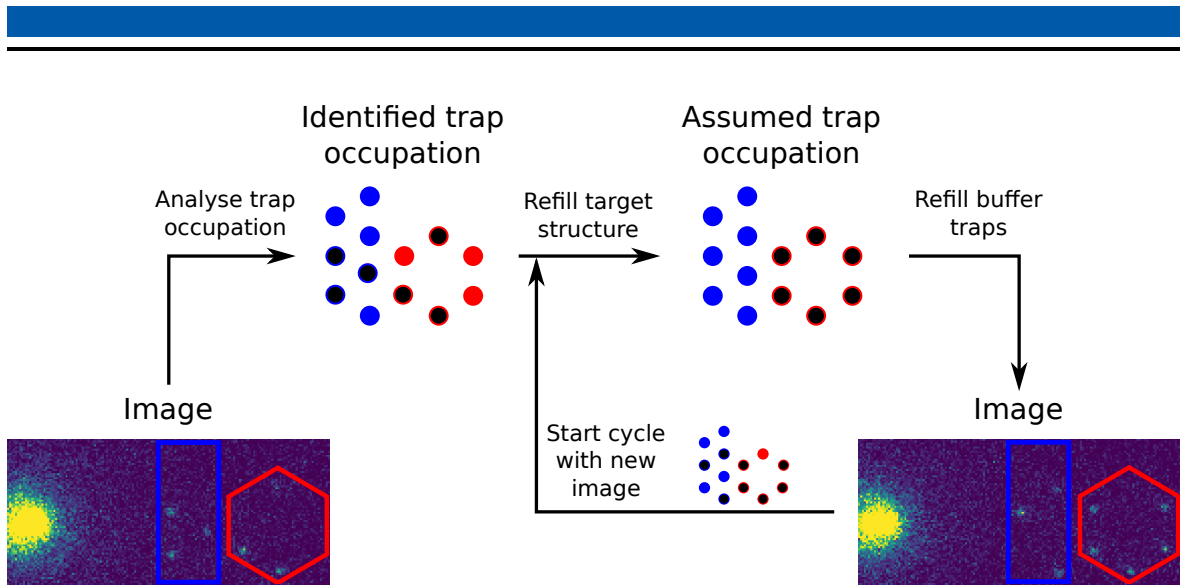 Identified trap
occupation
Assumed trap
occupation
Analyse trap
occupation
Refill target
structure
Refill buffer
traps
Image
Image
Start cycle
with new
image